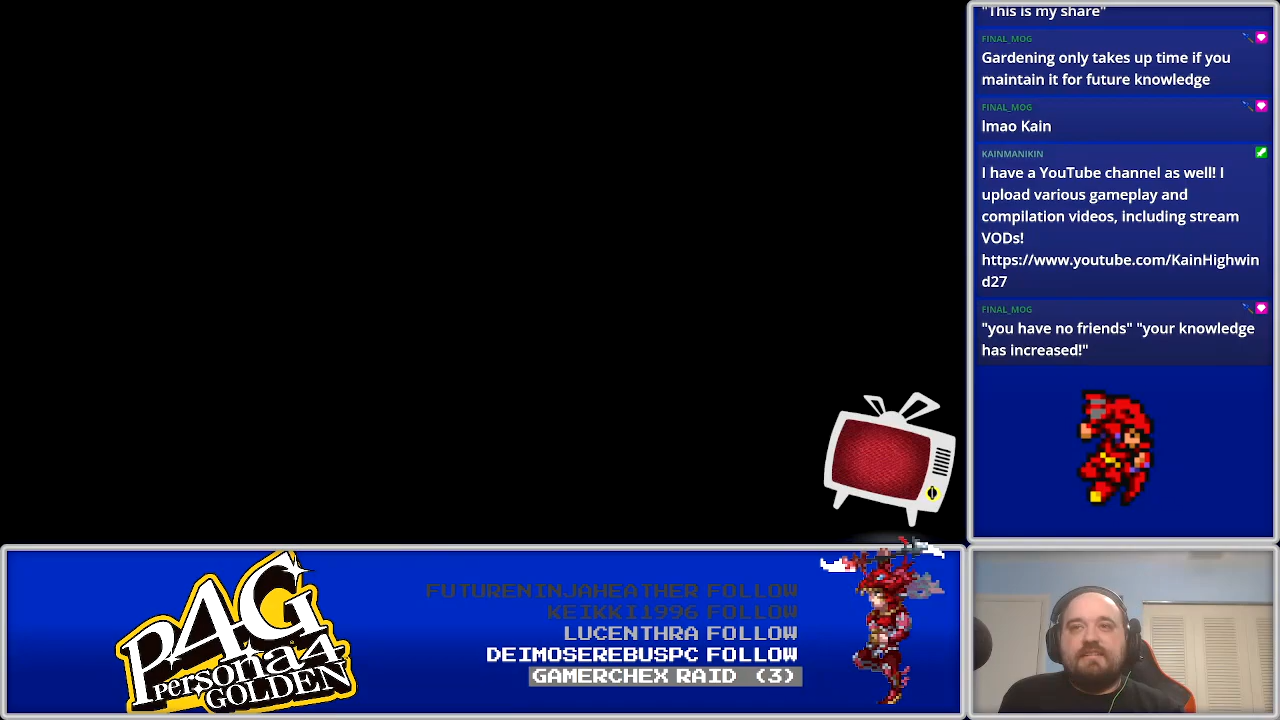 "This is my share"
FINAL_MOG
Gardening only takes up time if you
maintain it for future knowledge
FINAL_MOG
lmao Kain
KAINMANIKIN
I have a YouTube channel as well! I
upload various gameplay and
compilation videos, including stream
VODs!
https://www.youtube.com/KainHighwin
d27
FINAL_MOG
"you have no friends" "your knowledge
has increased!"
P4G
Persona4
GOLDEN
FUTURENINJAHEATHER FOLLOW
KEIKKI1996 FOLLOW
LUCENTHRA FOLLOW
DEIMOSEREBUSPC FOLLOW
GAMERCHEX RAID (3)